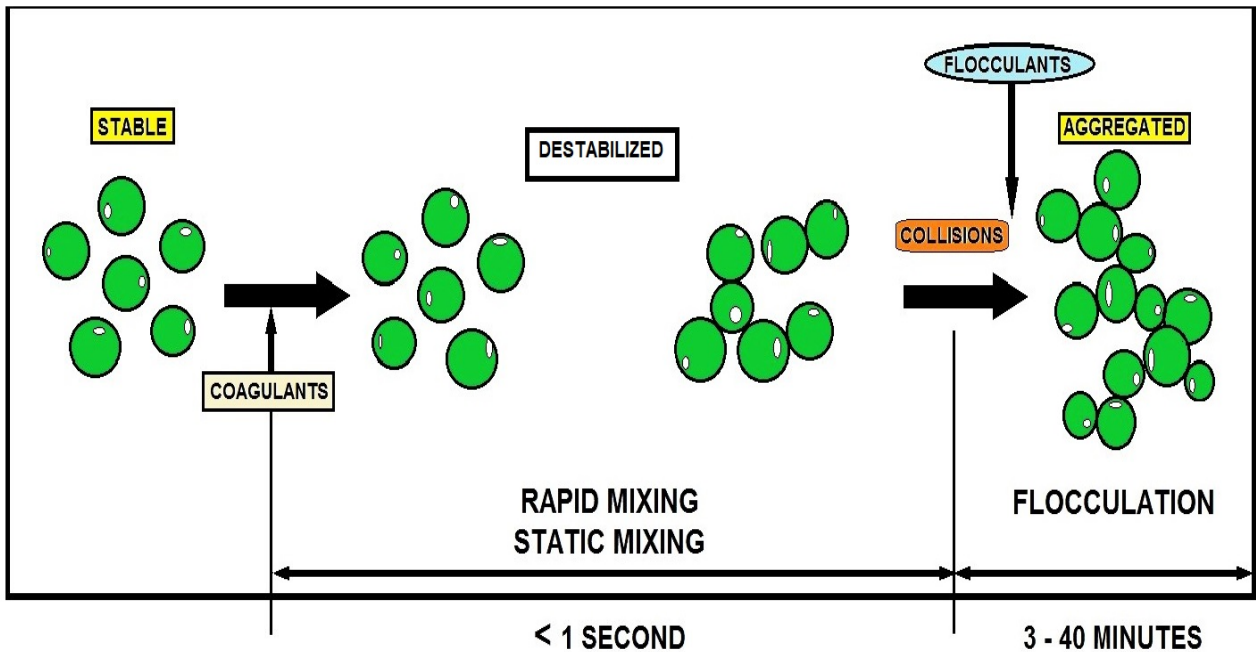 FLOCCULANTS
STABLE
AGGREGATED
DESTABILIZED
COLLISIONS
COAGULANTS
RAPID MIXING
STATIC MIXING
FLOCCULATION
< 1 SECOND
3 - 40 MINUTES